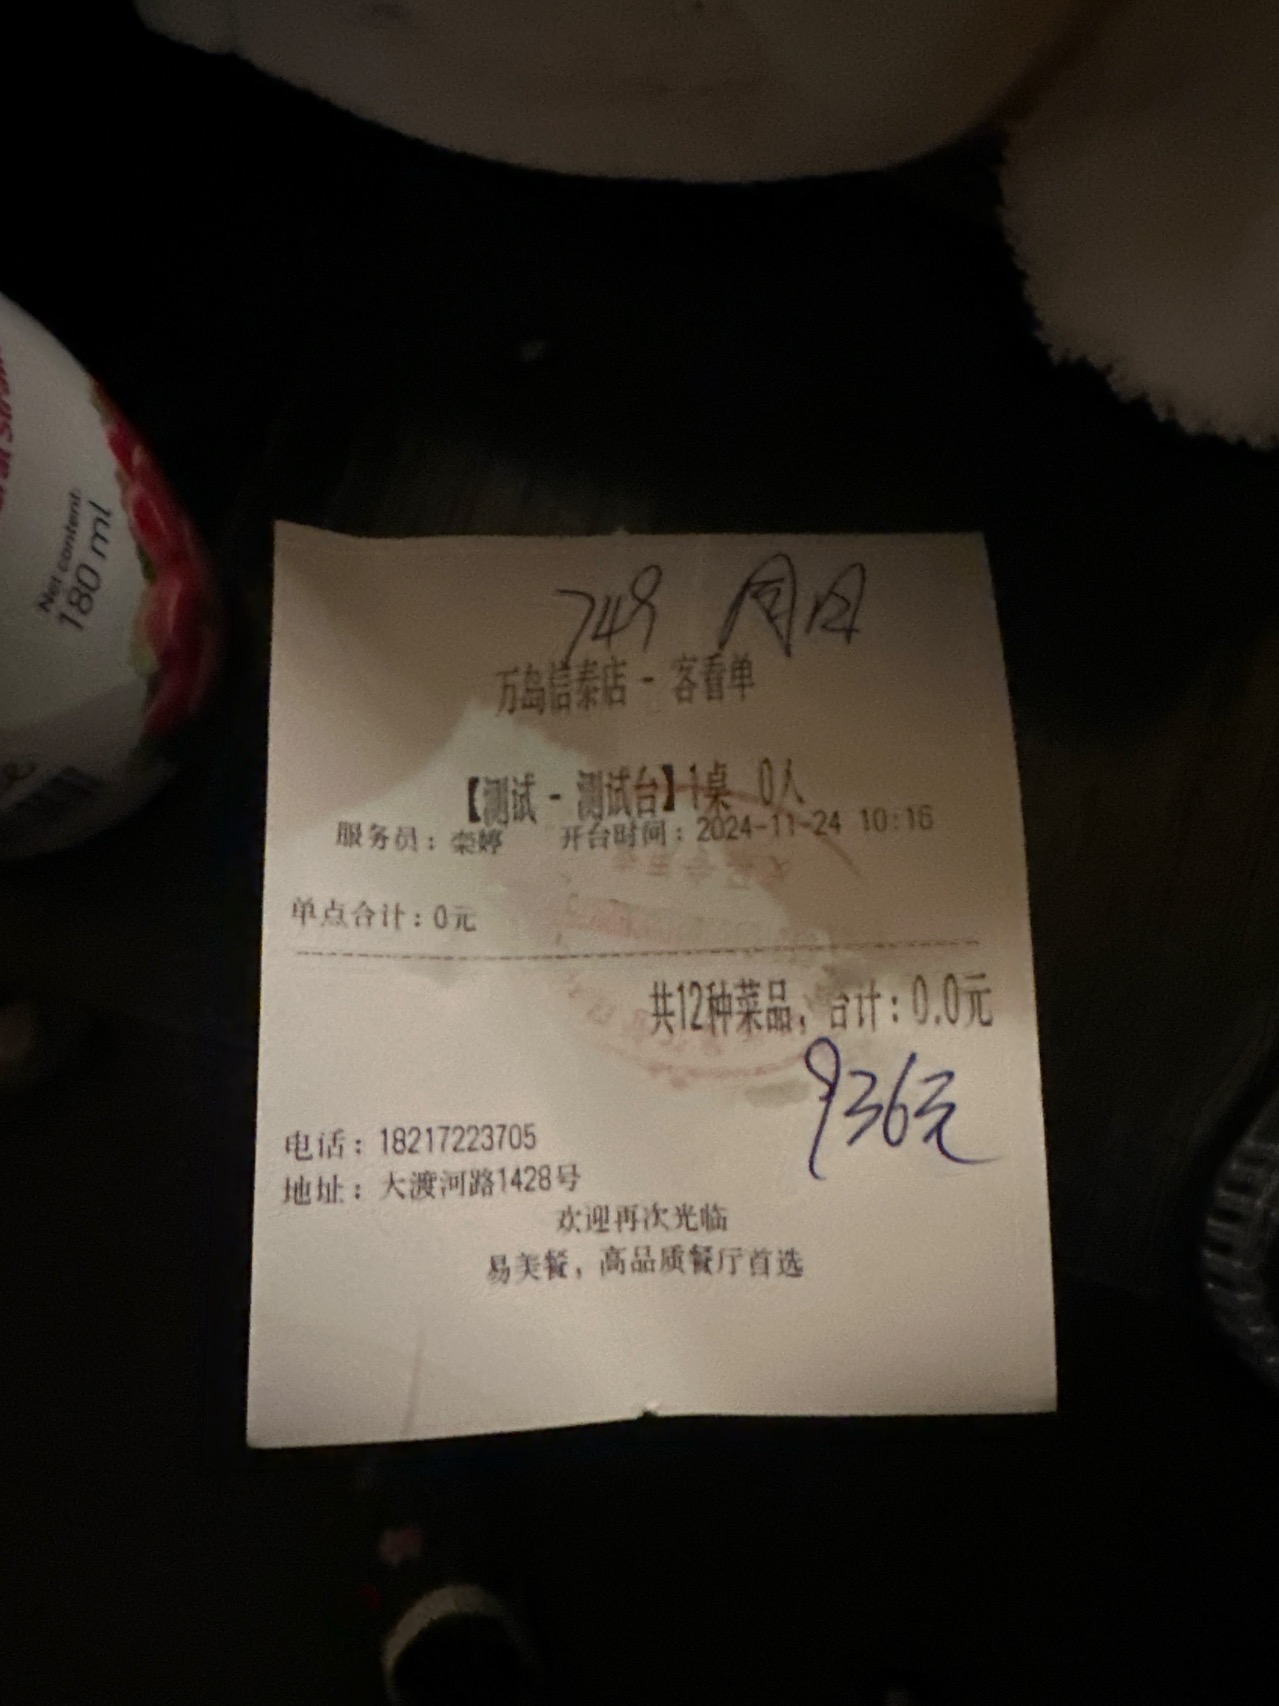 Net content:
180 ml
749 周日
万岛信泰店 - 客看单
【测试 - 测试台】1桌 0人
服务员：荣婷 开台时间：2024-11-24 10:16
单点合计：0元
共12种菜品，合计：0.0元
936元
电话：18217223705
地址：大渡河路1428号
欢迎再次光临
易美餐，高品质餐厅首选